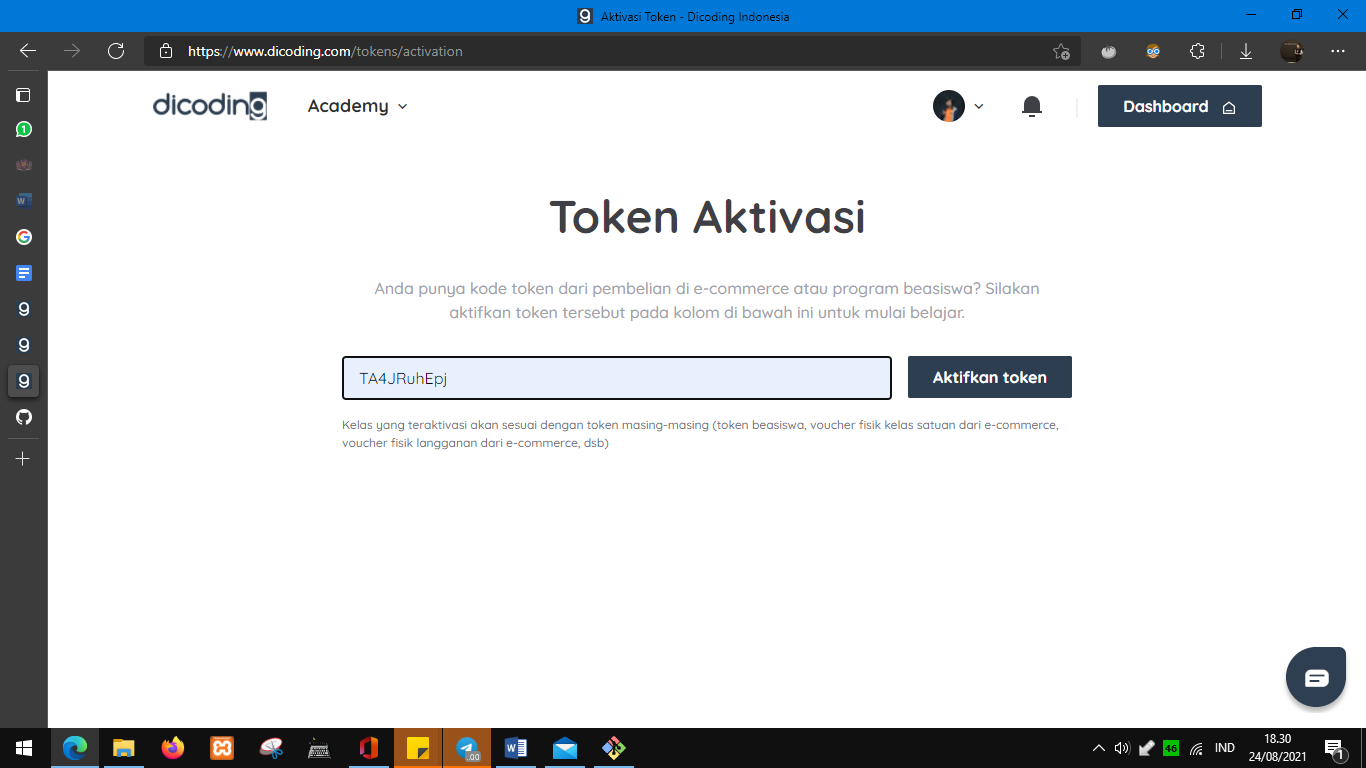 Aktivasi Token - Dicoding Indonesia
https://www.dicoding.com/tokens/activation
1
dicoding
Academy
Dashboard
Token Aktivasi
Anda punya kode token dari pembelian di e-commerce atau program beasiswa? Silakan
aktifkan token tersebut pada kolom di bawah ini untuk mulai belajar.
TA4JRuhEpj
Aktifkan token
Kelas yang teraktivasi akan sesuai dengan token masing-masing (token beasiswa, voucher fisik kelas satuan dari e-commerce,
voucher fisik langganan dari e-commerce, dsb)
.00
46
IND
18.30
24/08/2021
1